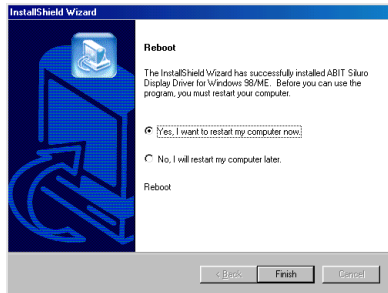 InstallShield Wizard
Reboot
The InstallShield Wizard has successfully installed ABIT Siluro
Display Driver for Windows 98/ME. Before you can use the
program, you must restart your computer.
Yes, I want to restart my computer now.
No, I will restart my computer later.
Reboot
< Back
Finish
Cancel